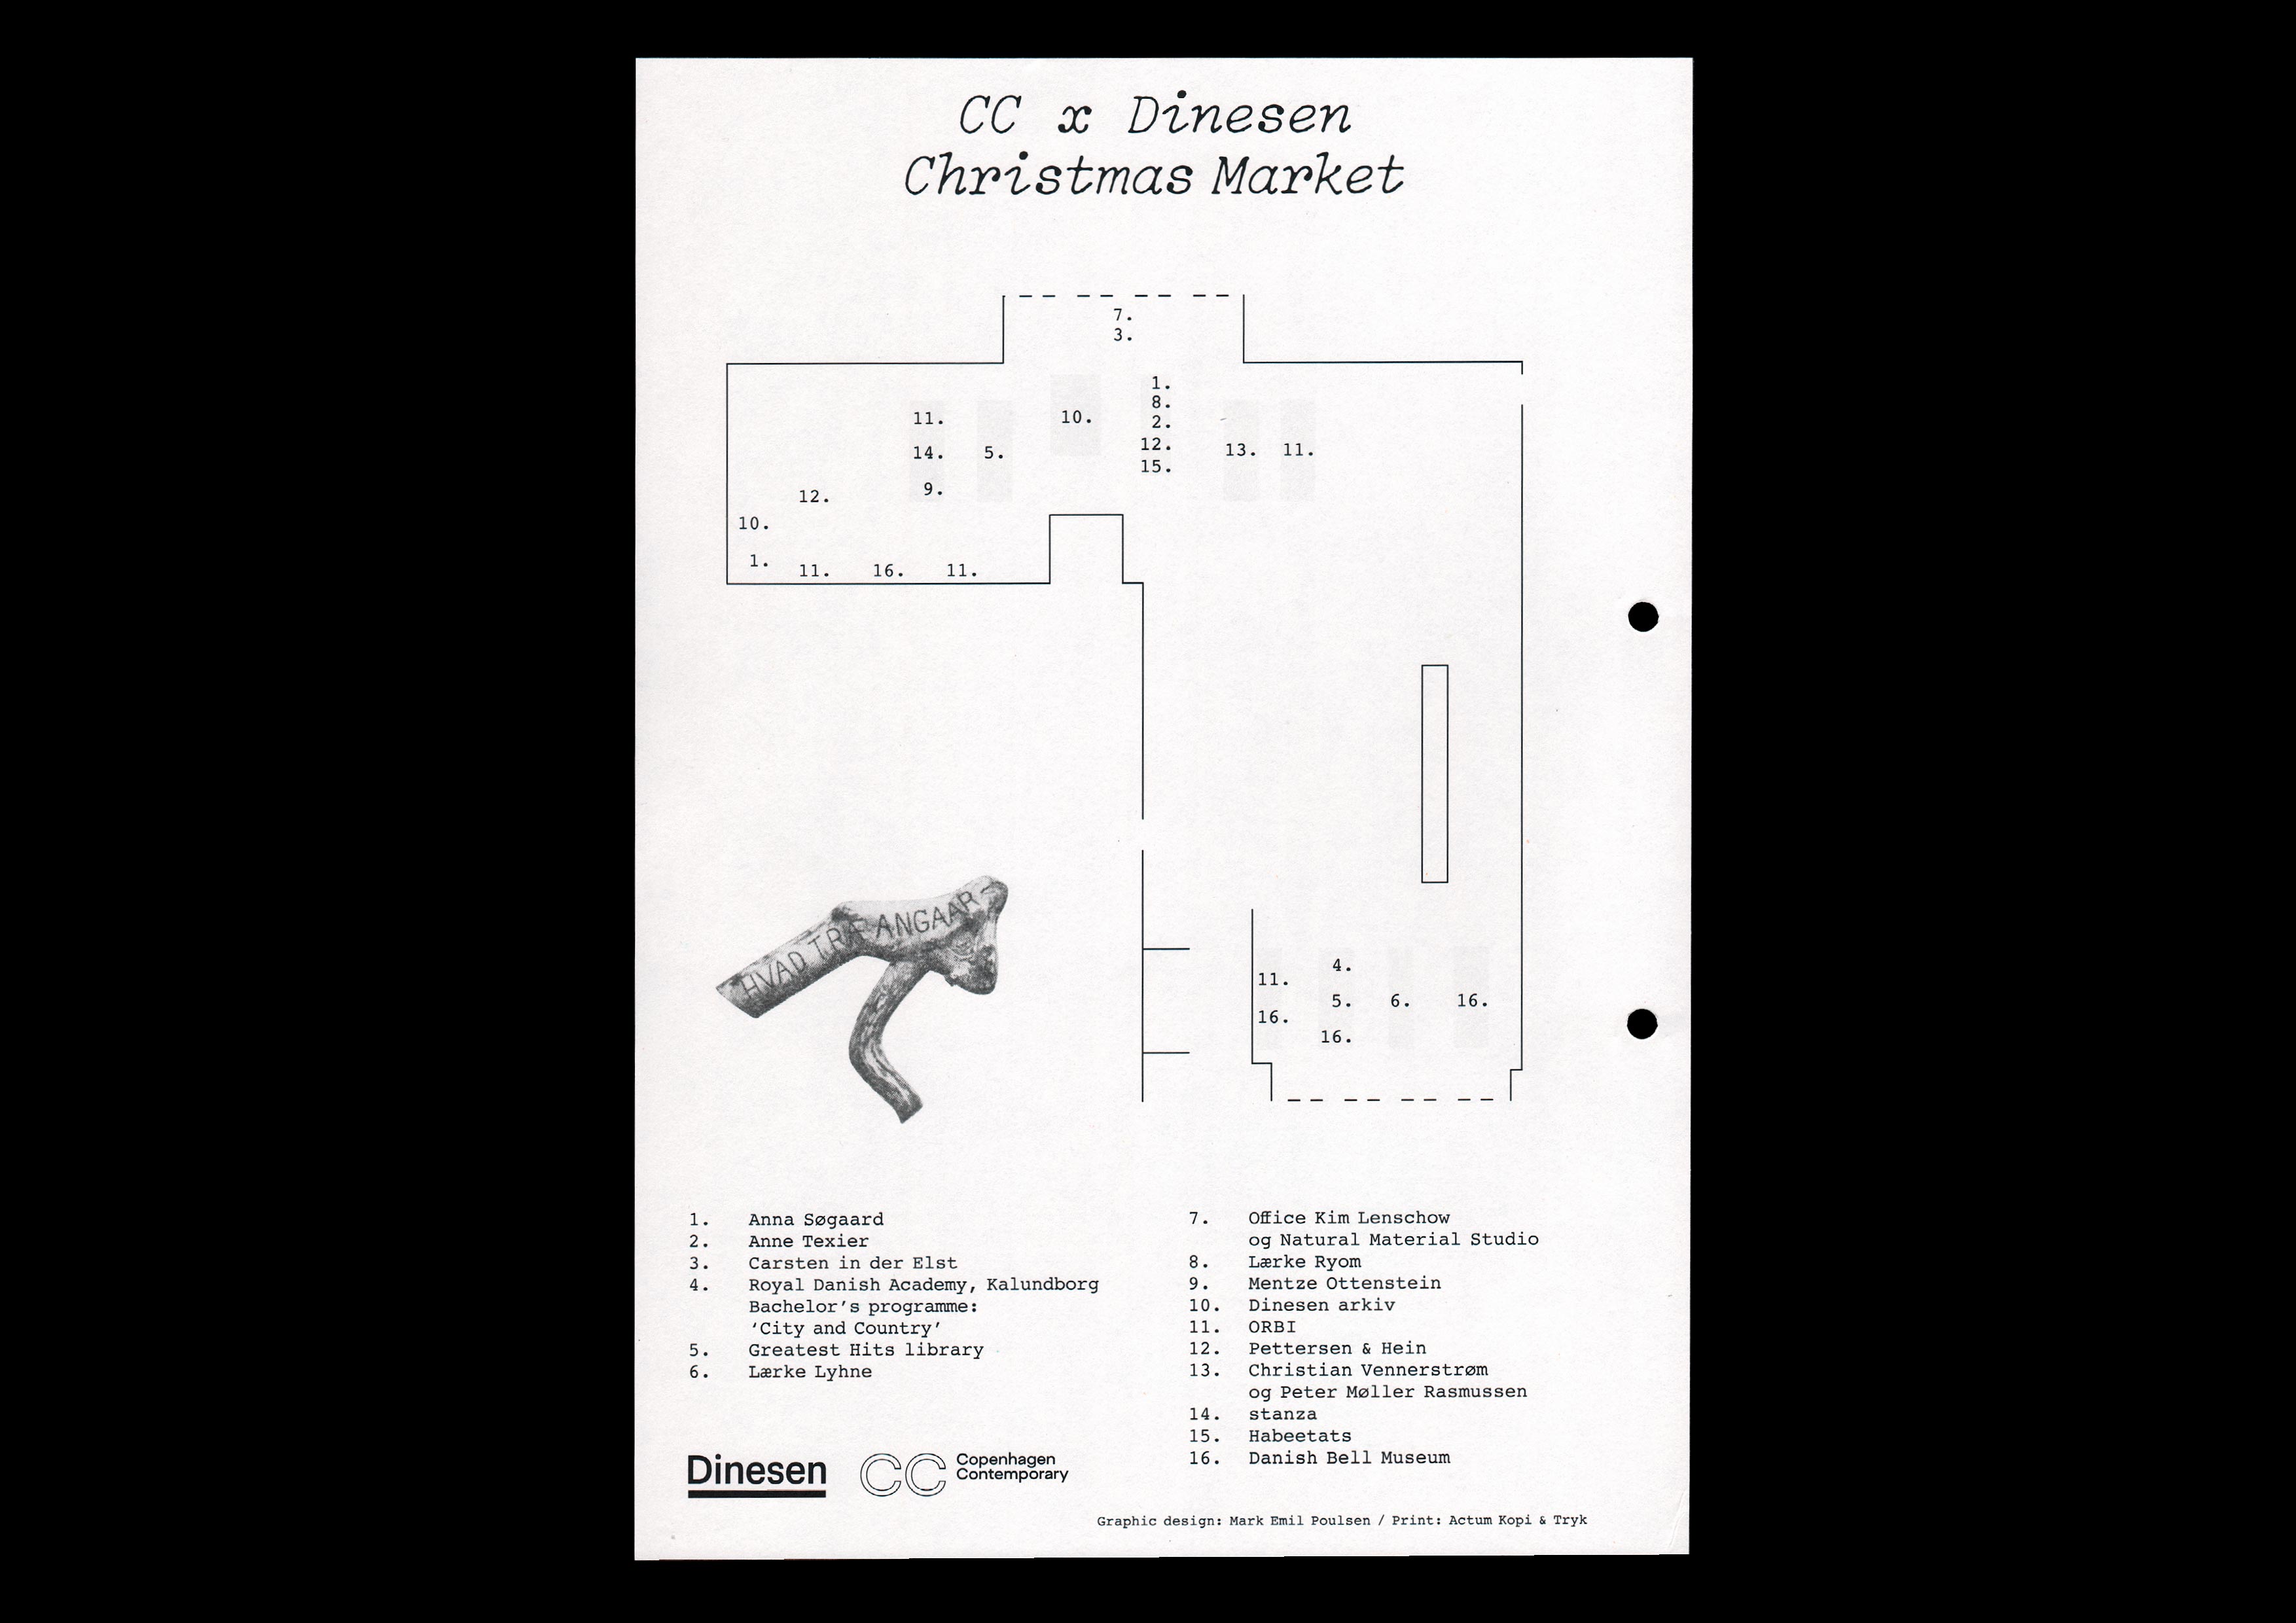 CC x Dinesen
Christmas Market
7.
3.
1.
8.
11.
10.
2.
12.
14.
5.
13.
11.
15.
9.
12.
10.
1.
11.
16.
11.
HVAD TRÆ ANGAAR
4.
11.
5.
6.
16.
16.
16.
1. Anna Søgaard
2. Anne Texier
3. Carsten in der Elst
4. Royal Danish Academy, Kalundborg
Bachelor’s programme:
‘City and Country’
5. Greatest Hits library
6. Lærke Lyhne
7. Office Kim Lenschow
og Natural Material Studio
8. Lærke Ryom
9. Mentze Ottenstein
10. Dinesen arkiv
11. ORBI
12. Pettersen & Hein
13. Christian Vennerstrøm
og Peter Møller Rasmussen
14. stanza
15. Habeetats
16. Danish Bell Museum
Dinesen
CC
Copenhagen
Contemporary
Graphic design: Mark Emil Poulsen / Print: Actum Kopi & Tryk